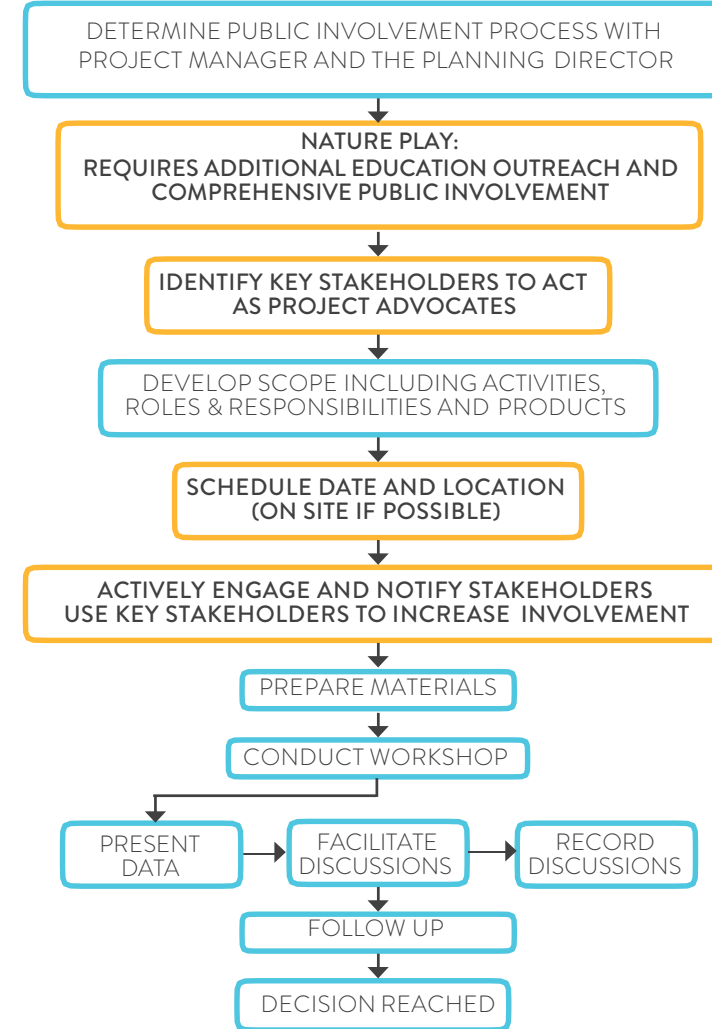 DETERMINE PUBLIC INVOLVEMENT PROCESS WITH
PROJECT MANAGER AND THE PLANNING DIRECTOR
NATURE PLAY:
REQUIRES ADDITIONAL EDUCATION OUTREACH AND
COMPREHENSIVE PUBLIC INVOLVEMENT
IDENTIFY KEY STAKEHOLDERS TO ACT
AS PROJECT ADVOCATES
DEVELOP SCOPE INCLUDING ACTIVITIES,
ROLES & RESPONSIBILITIES AND PRODUCTS
SCHEDULE DATE AND LOCATION
(ON SITE IF POSSIBLE)
ACTIVELY ENGAGE AND NOTIFY STAKEHOLDERS
USE KEY STAKEHOLDERS TO INCREASE INVOLVEMENT
PREPARE MATERIALS
CONDUCT WORKSHOP
PRESENT
DATA
FACILITATE
DISCUSSIONS
RECORD
DISCUSSIONS
FOLLOW UP
DECISION REACHED